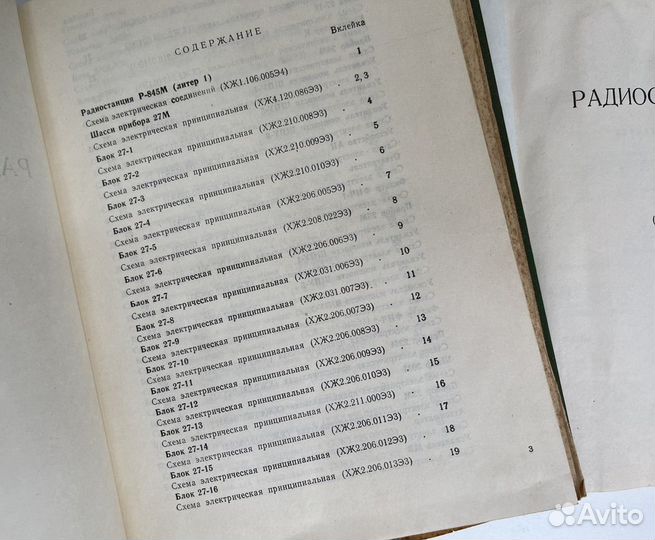 СОДЕРЖАНИЕ
Вклейка
Радиостанция Р-845М (литер 1)
Схема электрическая соединений (ХЖ1.106.005Э4) . . . 1
Шасси прибора 27М
Схема электрическая принципиальная (ХЖ4.120.086Э3) . 2, 3
Блок 27-1
Схема электрическая принципиальная (ХЖ2.210.008Э3) . 4
Блок 27-2
Схема электрическая принципиальная (ХЖ2.210.009Э3) . 5
Блок 27-3
Схема электрическая принципиальная (ХЖ2.210.010Э3) . 6
Блок 27-4
Схема электрическая принципиальная (ХЖ2.206.005Э3) . 7
Блок 27-5
Схема электрическая принципиальная (ХЖ2.208.022Э3) . 8
Блок 27-6
Схема электрическая принципиальная (ХЖ2.206.006Э3) . 9
Блок 27-7
Схема электрическая принципиальная (ХЖ2.031.006Э3) . 10
Блок 27-8
Схема электрическая принципиальная (ХЖ2.031.007Э3) . 11
Блок 27-9
Схема электрическая принципиальная (ХЖ2.206.007Э3) . 12
Блок 27-10
Схема электрическая принципиальная (ХЖ2.206.008Э3) . 13
Блок 27-11
Схема электрическая принципиальная (ХЖ2.206.009Э3) . 14
Блок 27-12
Схема электрическая принципиальная (ХЖ2.206.010Э3) . 15
Блок 27-13
Схема электрическая принципиальная (ХЖ2.211.000Э3) . 16
Блок 27-14
Схема электрическая принципиальная (ХЖ2.206.011Э3) . 17
Блок 27-15
Схема электрическая принципиальная (ХЖ2.206.012Э3) . 18
Блок 27-16
Схема электрическая принципиальная (ХЖ2.206.013Э3) . 19
3
РАДИОС
(
Avito